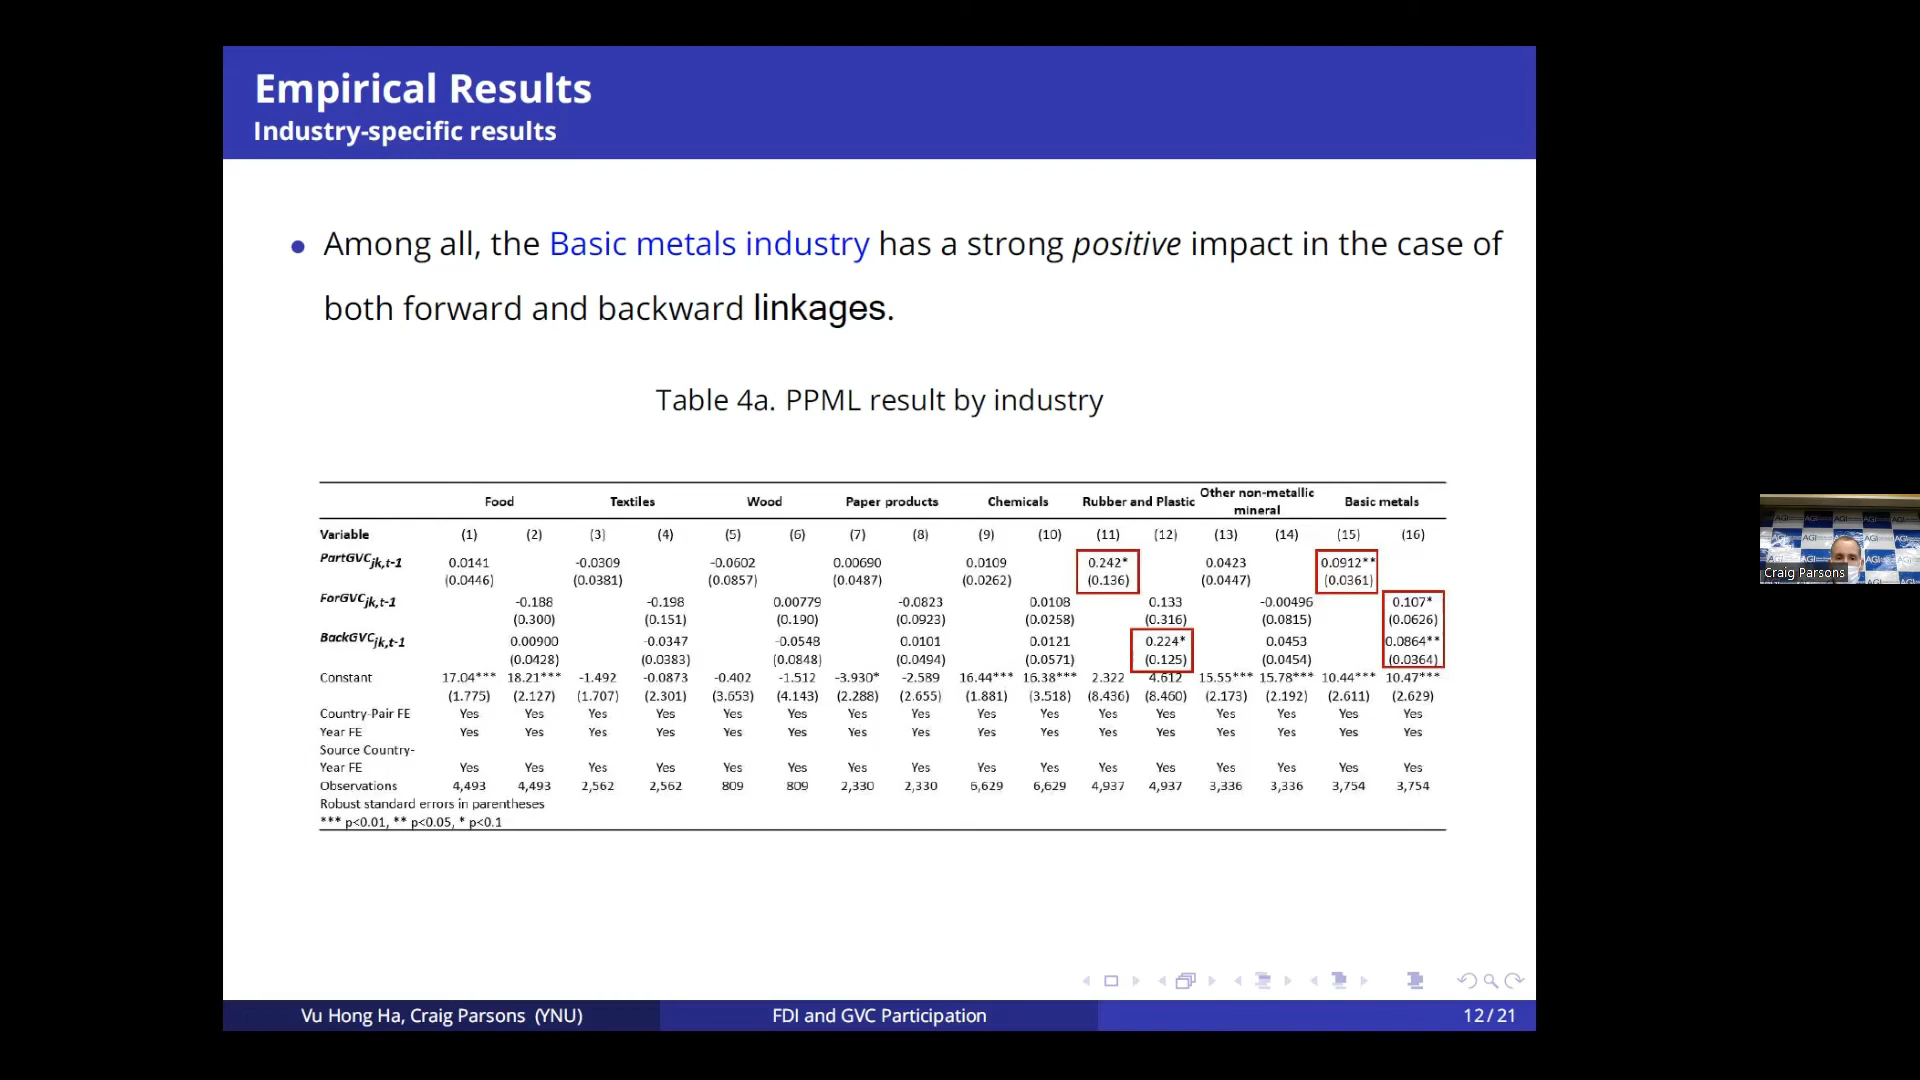 Empirical Results
Industry-specific results
Among all, the Basic metals industry has a strong positive impact in the case of
both forward and backward linkages.
Table 4a. PPML result by industry
Food Textiles Wood Paper products Chemicals Rubber and Plastic Other non-metallic mineral Basic metals
Variable (1) (2) (3) (4) (5) (6) (7) (8) (9) (10) (11) (12) (13) (14) (15) (16)
PartGVCjk,t-1 0.0141 -0.0309 -0.0602 0.00690 0.0109 0.242* 0.0423 0.0912**
(0.0446) (0.0381) (0.0857) (0.0487) (0.0262) (0.136) (0.0447) (0.0361)
ForGVCjk,t-1 -0.188 -0.198 0.00779 -0.0823 0.0108 0.133 -0.00496 0.107*
(0.300) (0.151) (0.190) (0.0923) (0.0258) (0.316) (0.0815) (0.0626)
BackGVCjk,t-1 0.00900 -0.0347 -0.0548 0.0101 0.0121 0.224* 0.0453 0.0864**
(0.0428) (0.0383) (0.0848) (0.0494) (0.0571) (0.125) (0.0454) (0.0364)
Constant 17.04*** 18.21*** -1.492 -0.0873 -0.402 -1.512 -3.930* -2.589 16.44*** 16.38*** 2.322 4.612 15.55*** 15.78*** 10.44*** 10.47***
(1.775) (2.127) (1.707) (2.301) (3.653) (4.143) (2.288) (2.655) (1.881) (3.518) (8.436) (8.460) (2.173) (2.192) (2.611) (2.629)
Country-Pair FE Yes Yes Yes Yes Yes Yes Yes Yes Yes Yes Yes Yes Yes Yes Yes Yes
Year FE Yes Yes Yes Yes Yes Yes Yes Yes Yes Yes Yes Yes Yes Yes Yes Yes
Source Country-
Year FE Yes Yes Yes Yes Yes Yes Yes Yes Yes Yes Yes Yes Yes Yes Yes Yes
Observations 4,493 4,493 2,562 2,562 809 809 2,330 2,330 6,629 6,629 4,937 4,937 3,336 3,336 3,754 3,754
Robust standard errors in parentheses
*** p<0.01, ** p<0.05, * p<0.1
Vu Hong Ha, Craig Parsons (YNU) FDI and GVC Participation 12/21
Craig Parsons